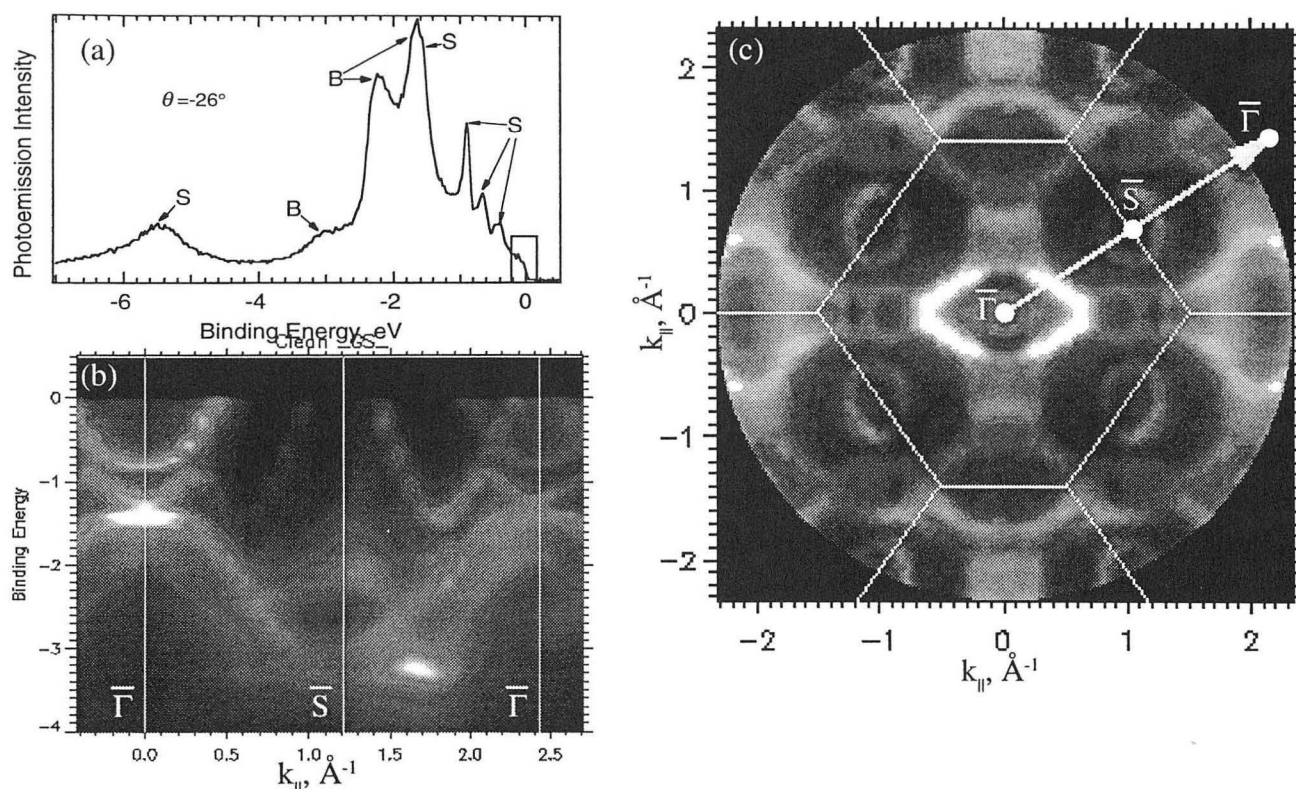 (a)
θ=-26°
B
S
B
S
S
B
Photoemission Intensity
-6
-4
-2
0
Binding Energy, eV
Clean _GS_
(b)
0
-1
-2
-3
-4
Binding Energy
Γ̅
S̅
Γ̅
0.0
0.5
1.0
1.5
2.0
2.5
k||, Å-1
(c)
2
1
0
-1
-2
k||, Å-1
Γ̅
S̅
Γ̅
-2
-1
0
1
2
k||, Å-1